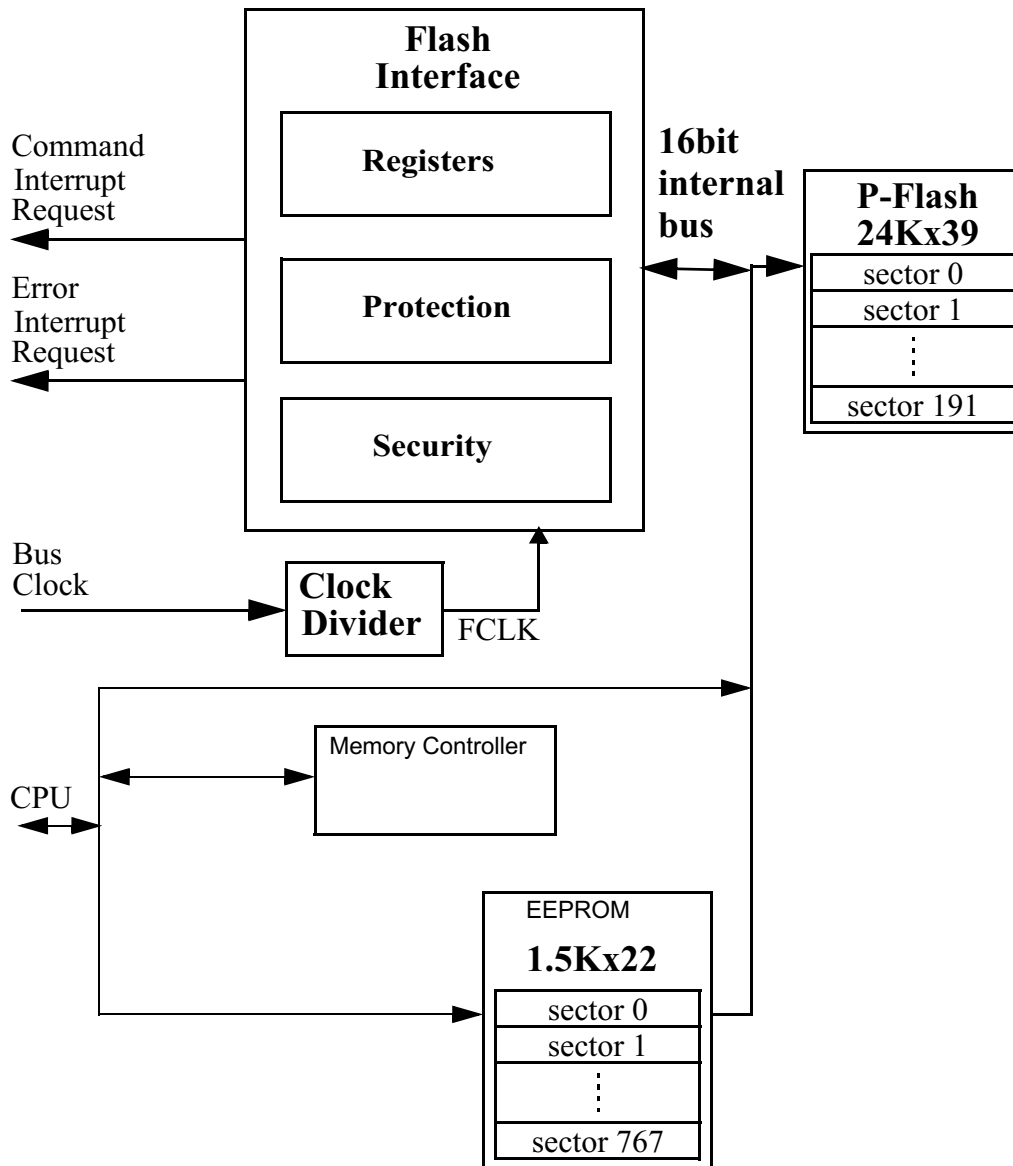 Flash
Interface
Registers
Protection
Security
Command
Interrupt
Request
Error
Interrupt
Request
16bit
internal
bus
P-Flash
24Kx39
sector 0
sector 1
sector 191
Bus
Clock
Clock
Divider
FCLK
Memory Controller
CPU
EEPROM
1.5Kx22
sector 0
sector 1
sector 767